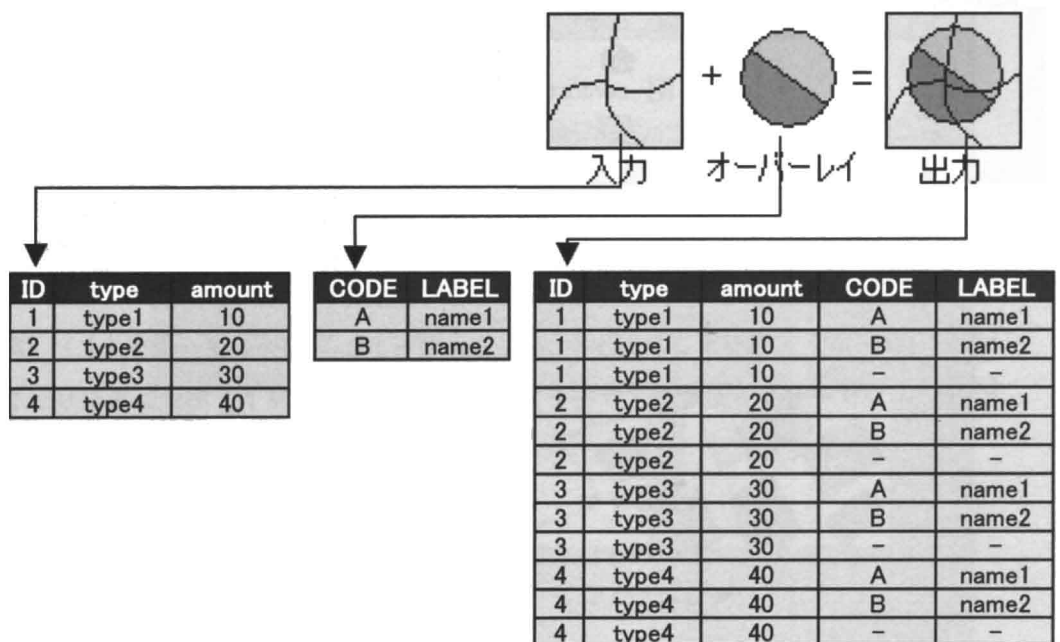 + =
入力 オーバーレイ 出力
ID type amount
1 type1 10
2 type2 20
3 type3 30
4 type4 40
CODE LABEL
A name1
B name2
ID type amount CODE LABEL
1 type1 10 A name1
1 type1 10 B name2
1 type1 10 - -
2 type2 20 A name1
2 type2 20 B name2
2 type2 20 - -
3 type3 30 A name1
3 type3 30 B name2
3 type3 30 - -
4 type4 40 A name1
4 type4 40 B name2
4 type4 40 - -